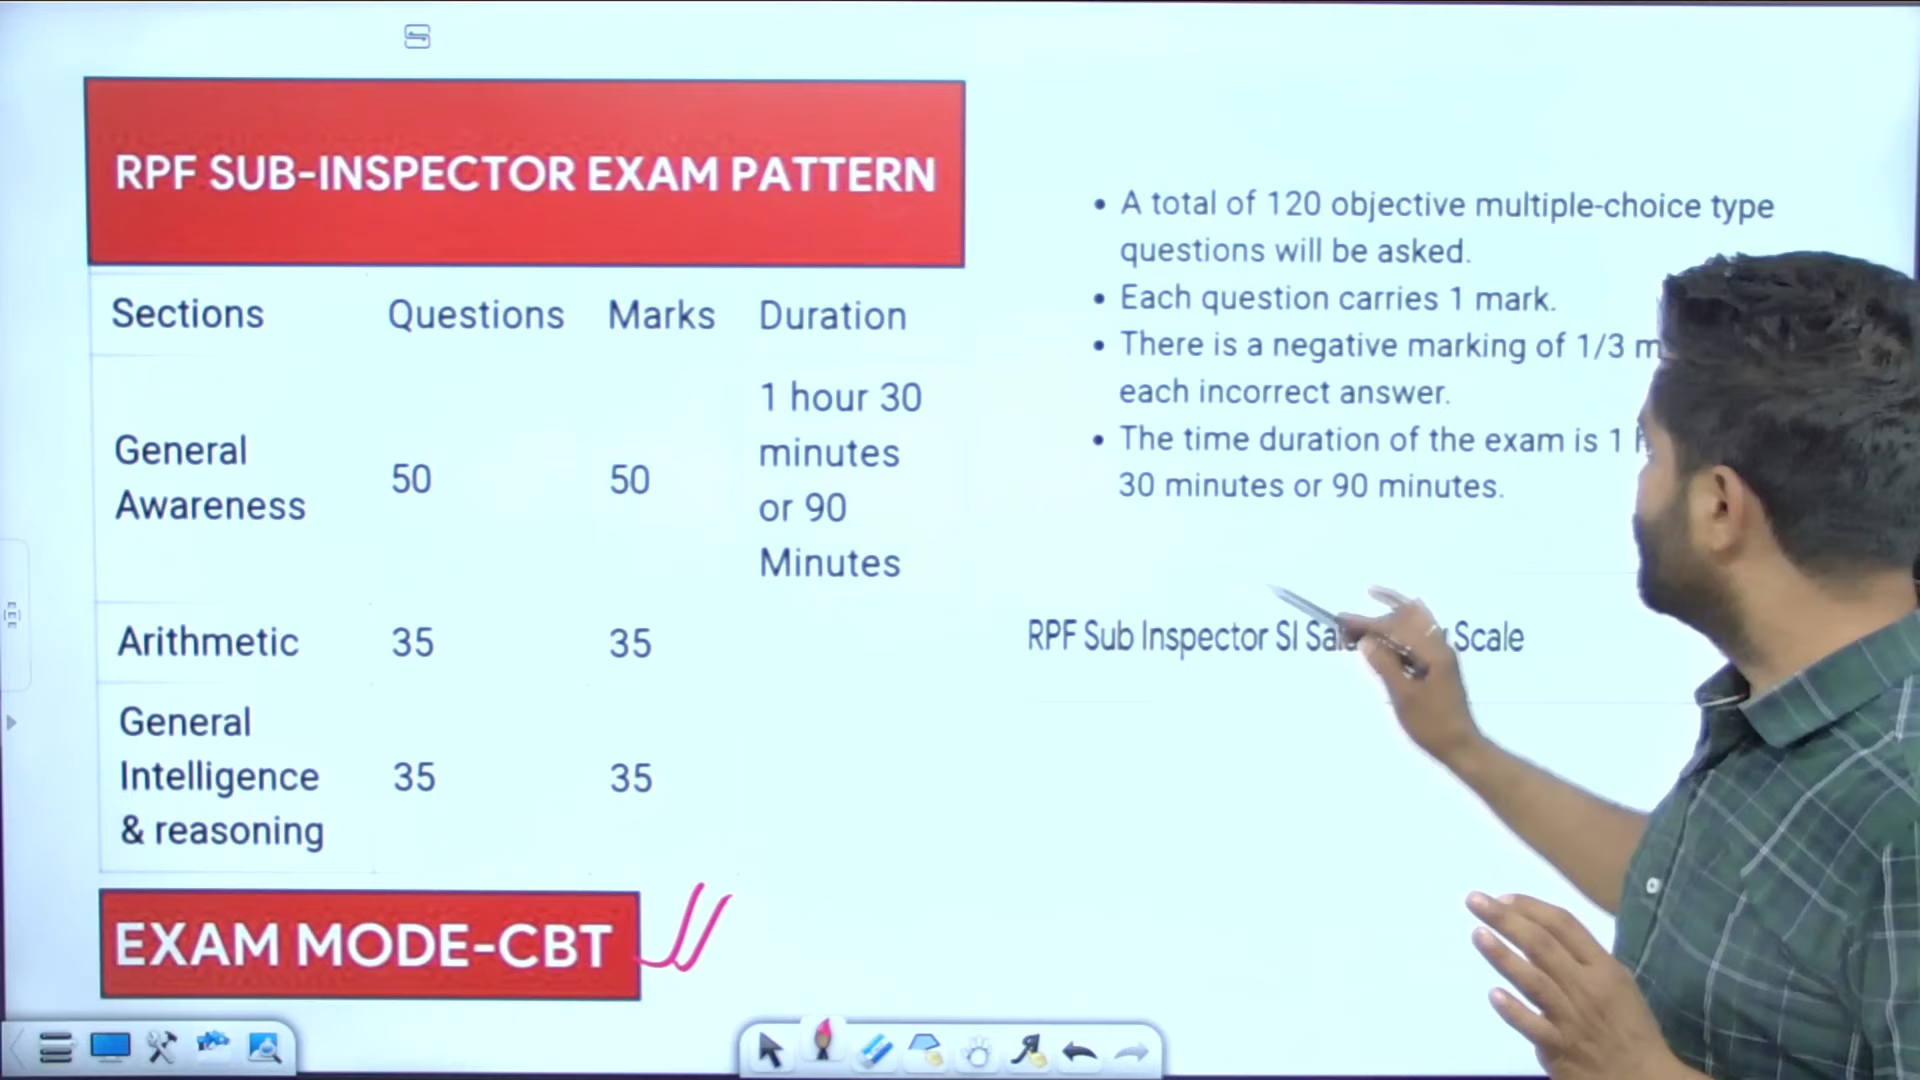 RPF SUB-INSPECTOR EXAM PATTERN
Sections Questions Marks Duration
General
Awareness
50 50
1 hour 30
minutes
or 90
Minutes
Arithmetic 35 35
General
Intelligence
& reasoning
35 35
EXAM MODE-CBT
• A total of 120 objective multiple-choice type
questions will be asked.
• Each question carries 1 mark.
• There is a negative marking of 1/3
each incorrect answer.
• The time duration of the exam is 1
30 minutes or 90 minutes.
RPF Sub Inspector SI Scale